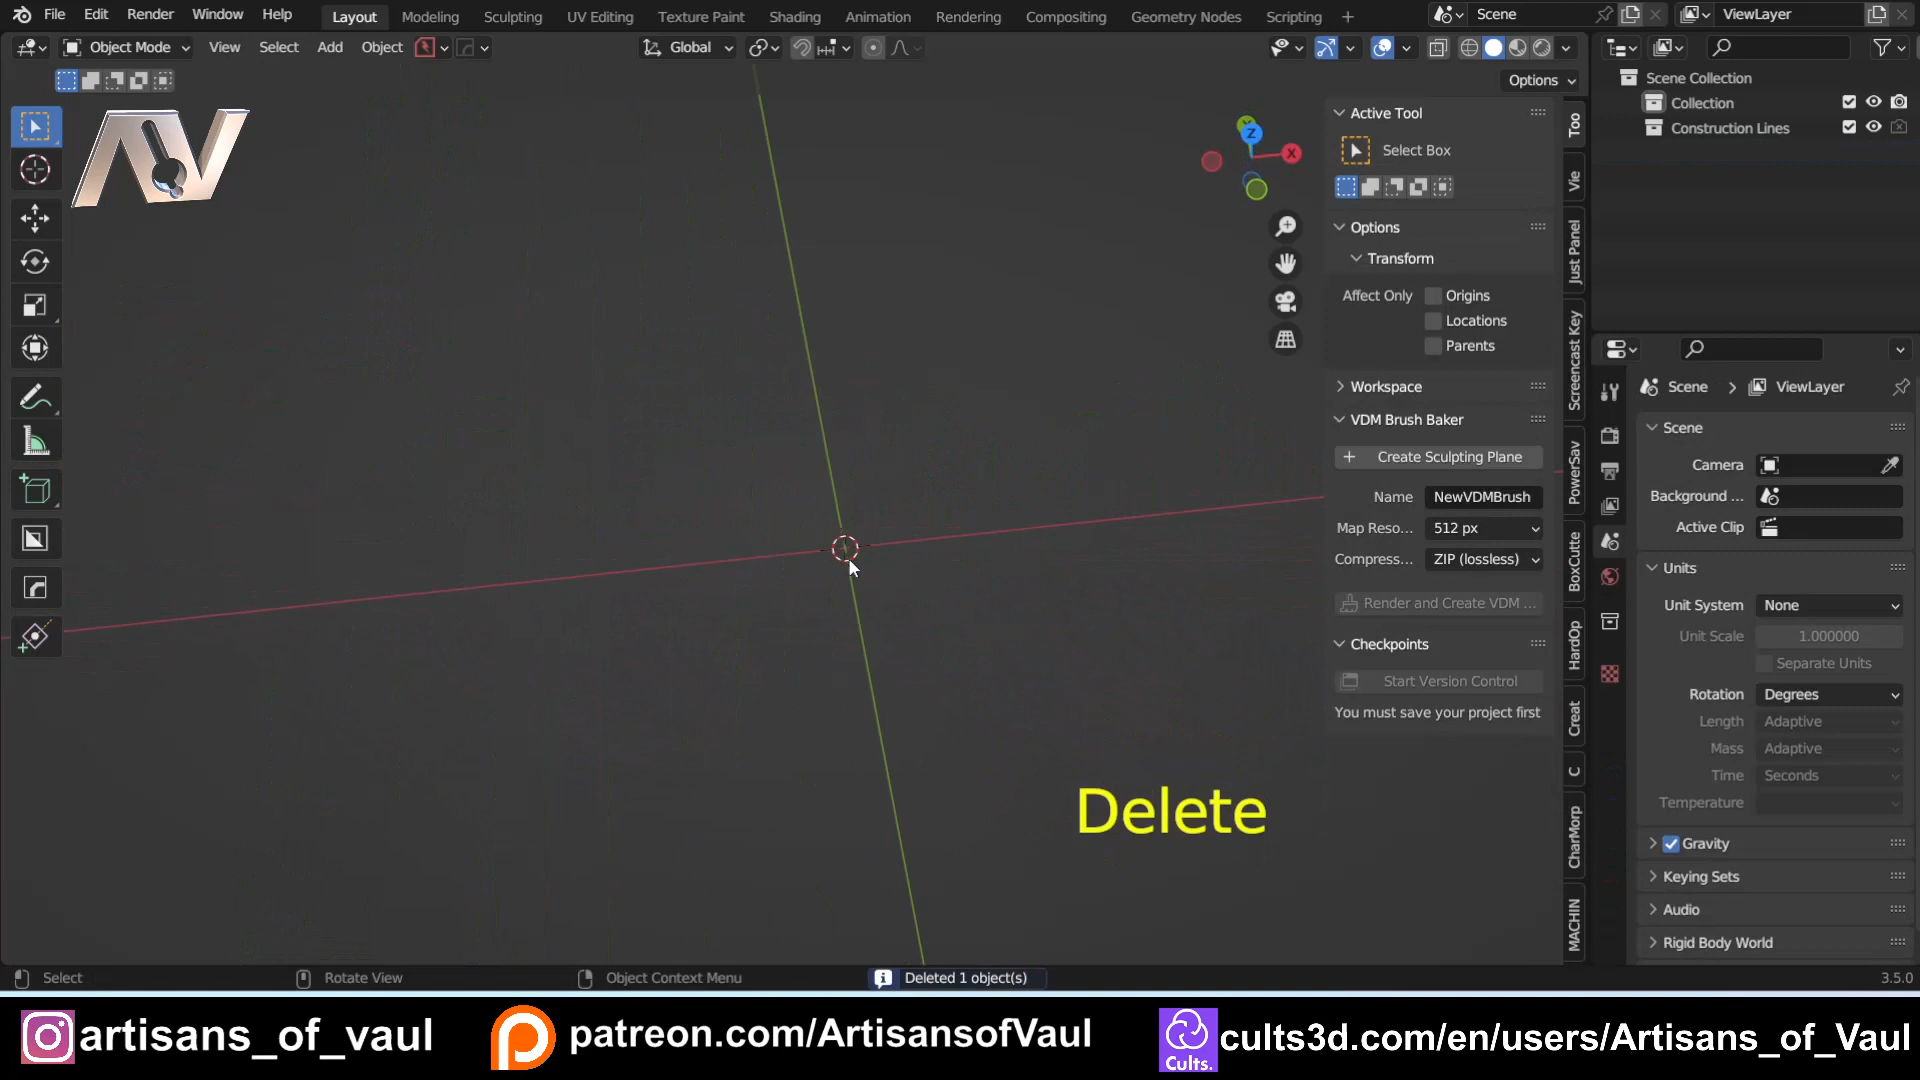 File Edit Render Window Help Layout Modeling Sculpting UV Editing Texture Paint Shading Animation Rendering Compositing Geometry Nodes Scripting + Scene ViewLayer
Object Mode View Select Add Object Global
Options
Active Tool
Select Box
Options
Transform
Affect Only Origins
Locations
Parents
Workspace
VDM Brush Baker
Create Sculpting Plane
Name NewVDMBrush
Map Reso... 512 px
Compress... ZIP (lossless)
Render and Create VDM ...
Checkpoints
Start Version Control
You must save your project first
Too
Vie
Just Panel
Screencast Key
PowerSav
BoxCutte
HardOp
Creat
C
CharMorp
MACHIN
Z
X
Scene Collection
Collection
Construction Lines
Scene > ViewLayer
Scene
Camera
Background ...
Active Clip
Units
Unit System None
Unit Scale 1.000000
Separate Units
Rotation Degrees
Length Adaptive
Mass Adaptive
Time Seconds
Temperature
Gravity
Keying Sets
Audio
Rigid Body World
Delete
Select Rotate View Object Context Menu Deleted 1 object(s) 3.5.0
artisans_of_vaul patreon.com/ArtisansofVaul Cults. cults3d.com/en/users/Artisans_of_Vaul